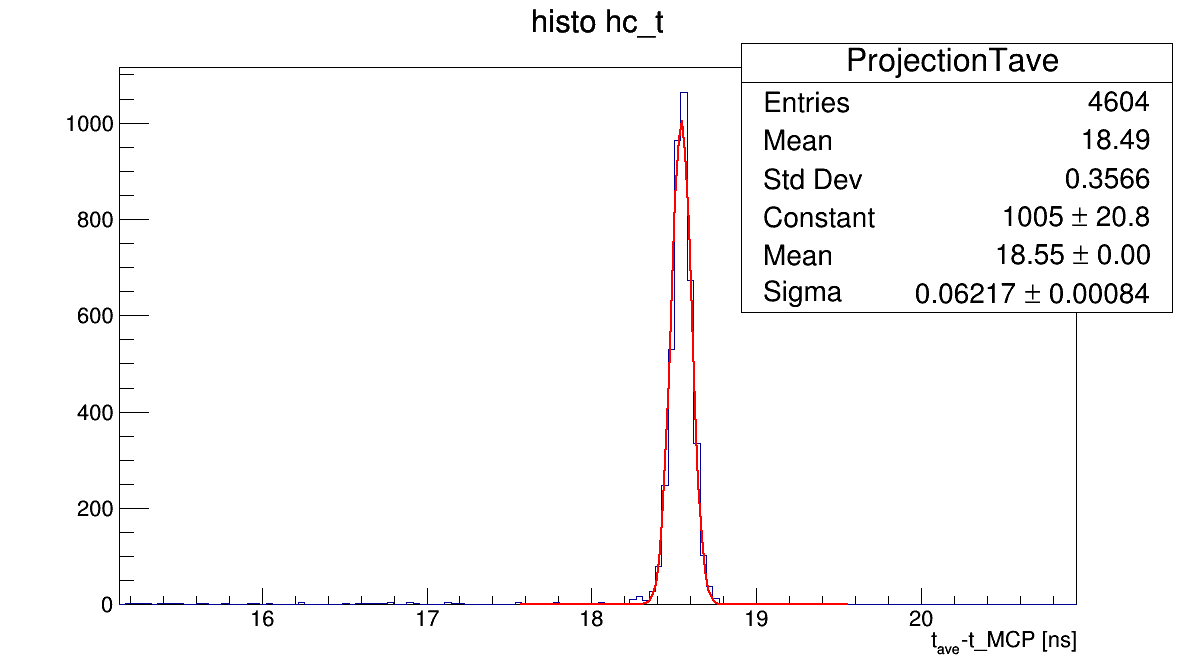 histo hc_t
ProjectionTave
Entries 4604
Mean 18.49
Std Dev 0.3566
Constant 1005 ± 20.8
Mean 18.55 ± 0.00
Sigma 0.06217 ± 0.00084
1000
800
600
400
200
0
16 17 18 19 20
tave-t_MCP [ns]